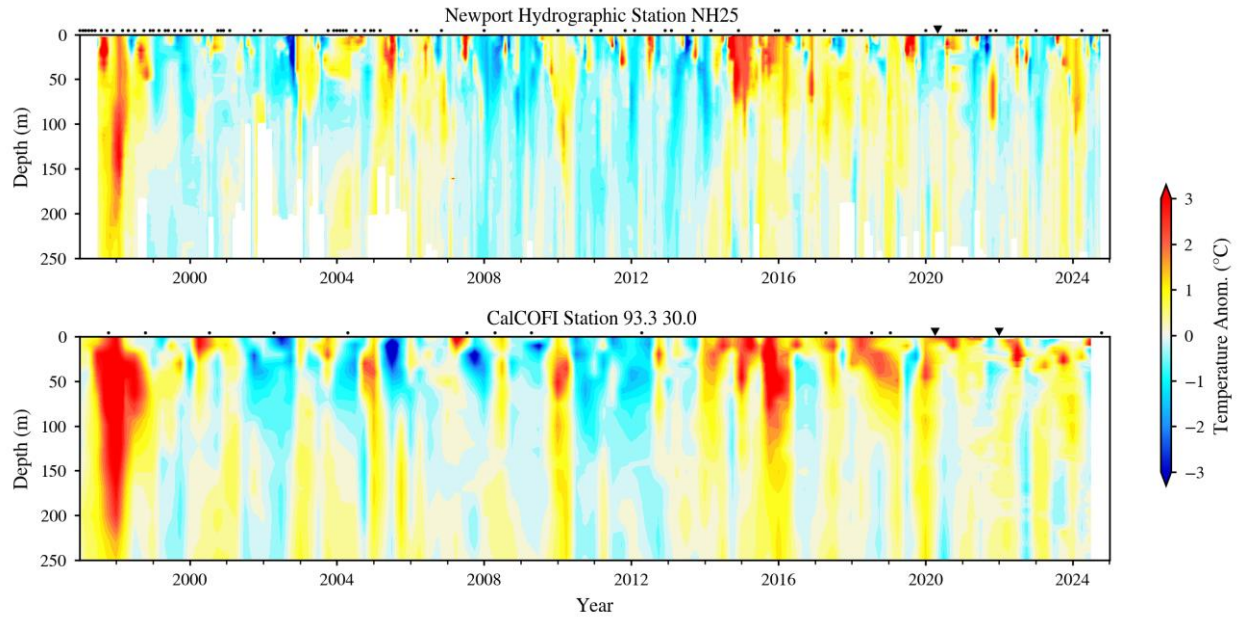 Newport Hydrographic Station NH25
0
50
100
150
200
250
Depth (m)
2000 2004 2008 2012 2016 2020 2024
CalCOFI Station 93.3 30.0
0
50
100
150
200
250
Depth (m)
2000 2004 2008 2012 2016 2020 2024
Year
3
2
1
0
−1
−2
−3
Temperature Anom. (°C)